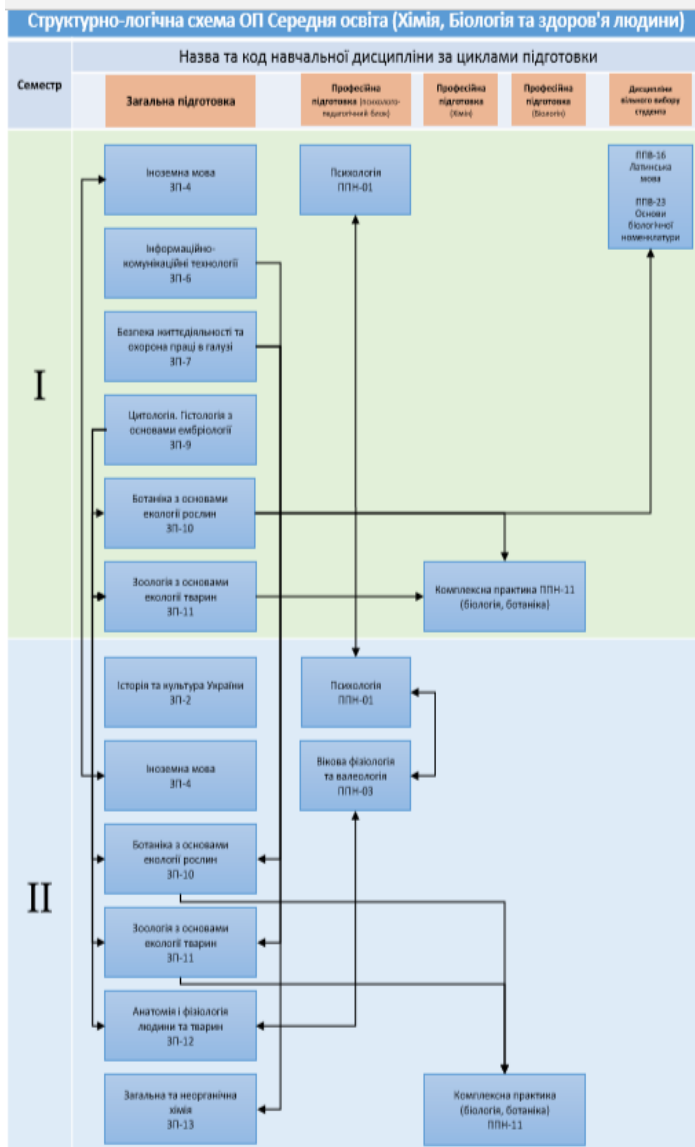 Структурно-логічна схема ОП Середня освіта (Хімія, Біологія та здоров'я людини)
Семестр
Назва та код навчальної дисципліни за циклами підготовки
Загальна підготовка
Професійна
підготовка (психолого-
педагогічний блок)
Професійна
підготовка
(Хімія)
Професійна
підготовка
(Біологія)
Дисципліни
вільного вибору
студента
I
Іноземна мова
ЗП-4
Психологія
ППН-01
ППВ-16
Латинська
мова
ППВ-23
Основи
біологічної
номенклатури
Інформаційно-
комунікаційні технології
ЗП-6
Безпека життєдіяльності та
охорона праці в галузі
ЗП-7
Цитологія. Гістологія з
основами ембріології
ЗП-9
Ботаніка з основами
екології рослин
ЗП-10
Зоологія з основами
екології тварин
ЗП-11
Комплексна практика ППН-11
(біологія, ботаніка)
II
Історія та культура України
ЗП-2
Психологія
ППН-01
Іноземна мова
ЗП-4
Вікова фізіологія
та валеологія
ППН-03
Ботаніка з основами
екології рослин
ЗП-10
Зоологія з основами
екології тварин
ЗП-11
Анатомія і фізіологія
людини та тварин
ЗП-12
Загальна та неорганічна
хімія
ЗП-13
Комплексна практика
(біологія, ботаніка)
ППН-11